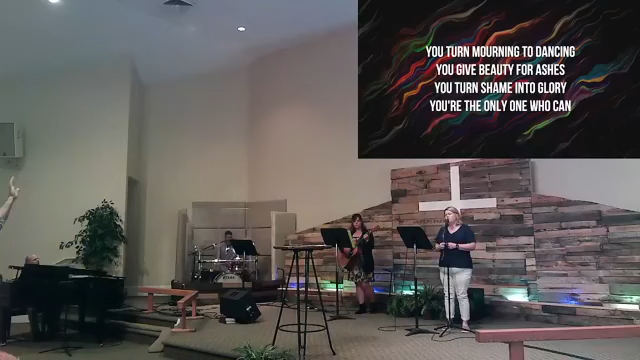 YOU TURN MOURNING TO DANCING
YOU GIVE BEAUTY FOR ASHES
YOU TURN SHAME INTO GLORY
YOU'RE THE ONLY ONE WHO CAN